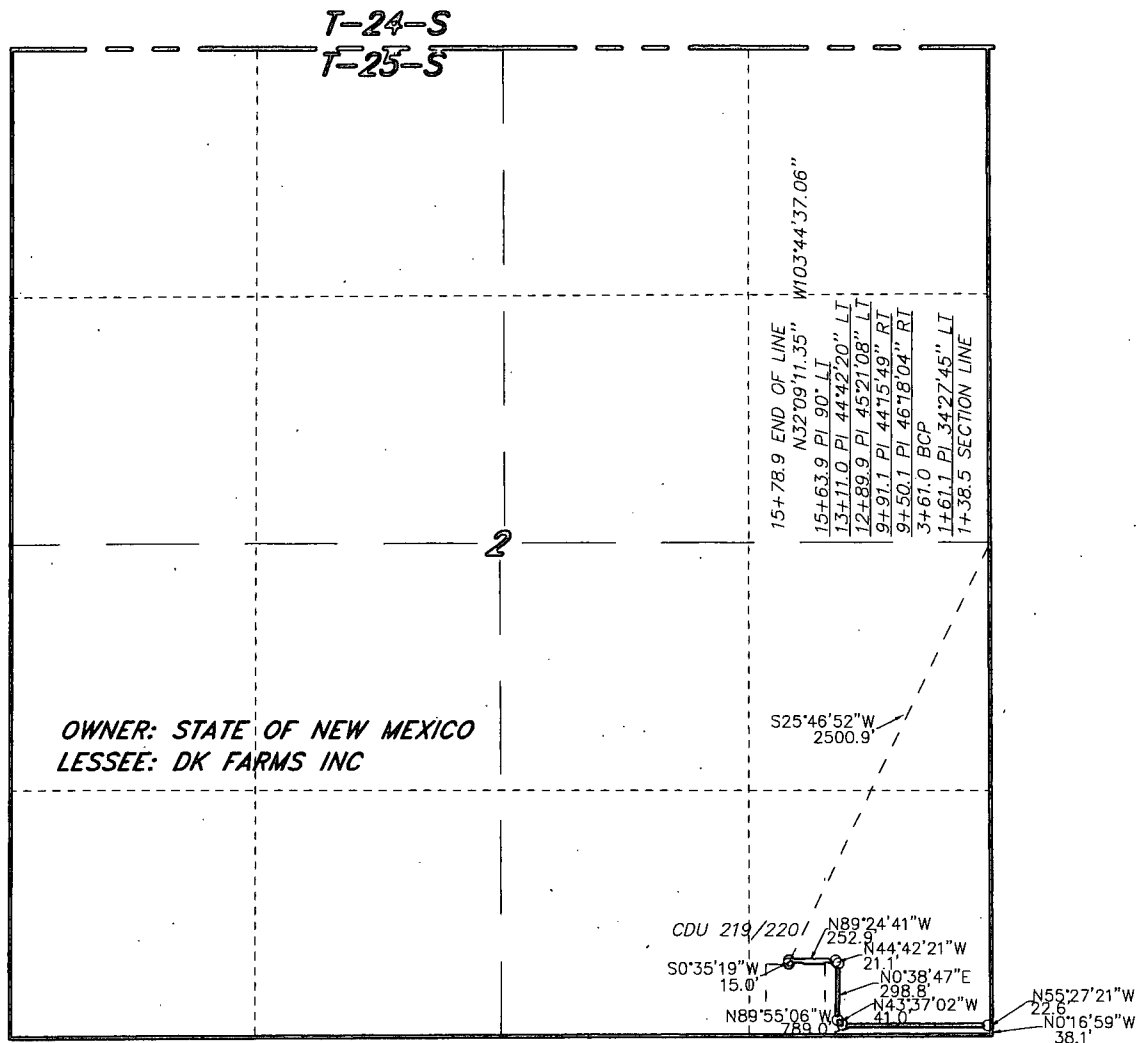 T-24-S
T-25-S
15+78.9 END OF LINE
N32°09'11.35" W103°44'37.06"
15+63.9 PI 90° LT
13+11.0 PI 44°42'20" LT
12+89.9 PI 45°21'08" LT
9+91.1 PI 44°15'49" RT
9+50.1 PI 46°18'04" RT
3+61.0 BCP
1+61.1 PI 34°27'45" LT
1+38.5 SECTION LINE
2
S25°46'52"W
2500.9'
OWNER: STATE OF NEW MEXICO
LESSEE: DK FARMS INC
CDU 219/220
N89°24'41"W
252.9'
N44°42'21"W
21.1'
S0°35'19"W
15.0'
N0°38'47"E
298.8'
N43°37'02"W
41.0'
N89°55'06"W
789.0'
N55°27'21"W
22.6'
N0°16'59"W
38.1'